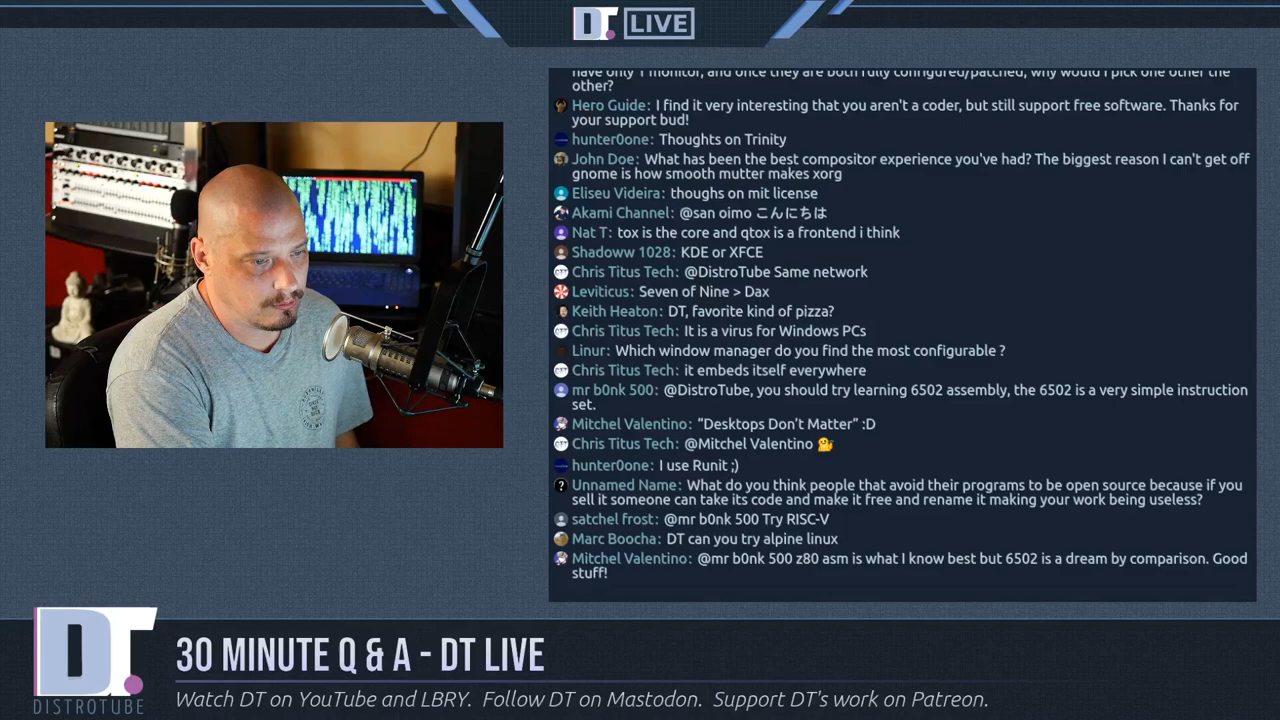 DT. LIVE
have only 1 monitor, and once they are both fully configured/patched, why would I pick one other the
other?
Hero Guide: I find it very interesting that you aren't a coder, but still support free software. Thanks for
your support bud!
hunter0one: Thoughts on Trinity
John Doe: What has been the best compositor experience you've had? The biggest reason I can't get off
gnome is how smooth mutter makes xorg
Eliseu Videira: thoughs on mit license
Akami Channel: @san oimo こんにちは
Nat T: tox is the core and qtox is a frontend i think
Shadoww 1028: KDE or XFCE
Chris Titus Tech: @DistroTube Same network
Leviticus: Seven of Nine > Dax
Keith Heaton: DT, favorite kind of pizza?
Chris Titus Tech: It is a virus for Windows PCs
Linur: Which window manager do you find the most configurable ?
Chris Titus Tech: it embeds itself everywhere
mr b0nk 500: @DistroTube, you should try learning 6502 assembly, the 6502 is a very simple instruction
set.
Mitchel Valentino: "Desktops Don't Matter" :D
Chris Titus Tech: @Mitchel Valentino
hunter0one: I use Runit ;)
Unnamed Name: What do you think people that avoid their programs to be open source because if you
sell it someone can take its code and make it free and rename it making your work being useless?
satchel frost: @mr b0nk 500 Try RISC-V
Marc Boocha: DT can you try alpine linux
Mitchel Valentino: @mr b0nk 500 z80 asm is what I know best but 6502 is a dream by comparison. Good
stuff!
DT.
DISTROTUBE
30 MINUTE Q & A - DT LIVE
Watch DT on YouTube and LBRY. Follow DT on Mastodon. Support DT's work on Patreon.